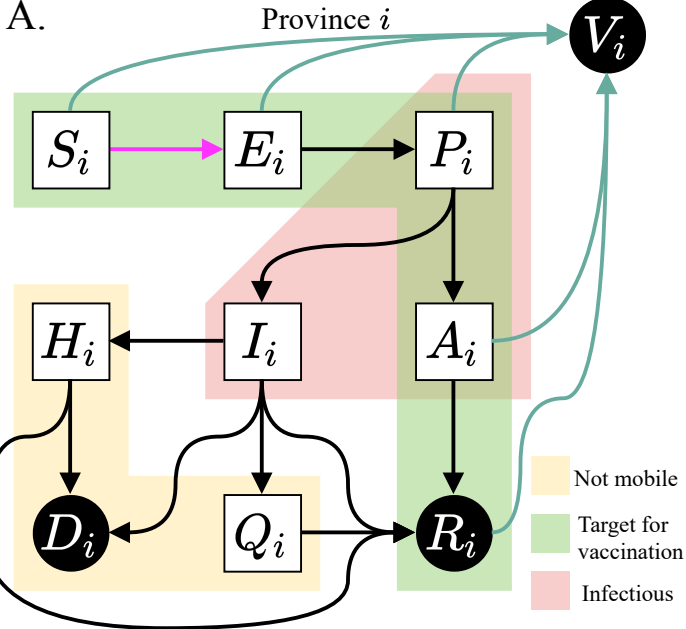 A.
Province i
V_i
S_i
E_i
P_i
H_i
I_i
A_i
D_i
Q_i
R_i
Not mobile
Target for
vaccination
Infectious